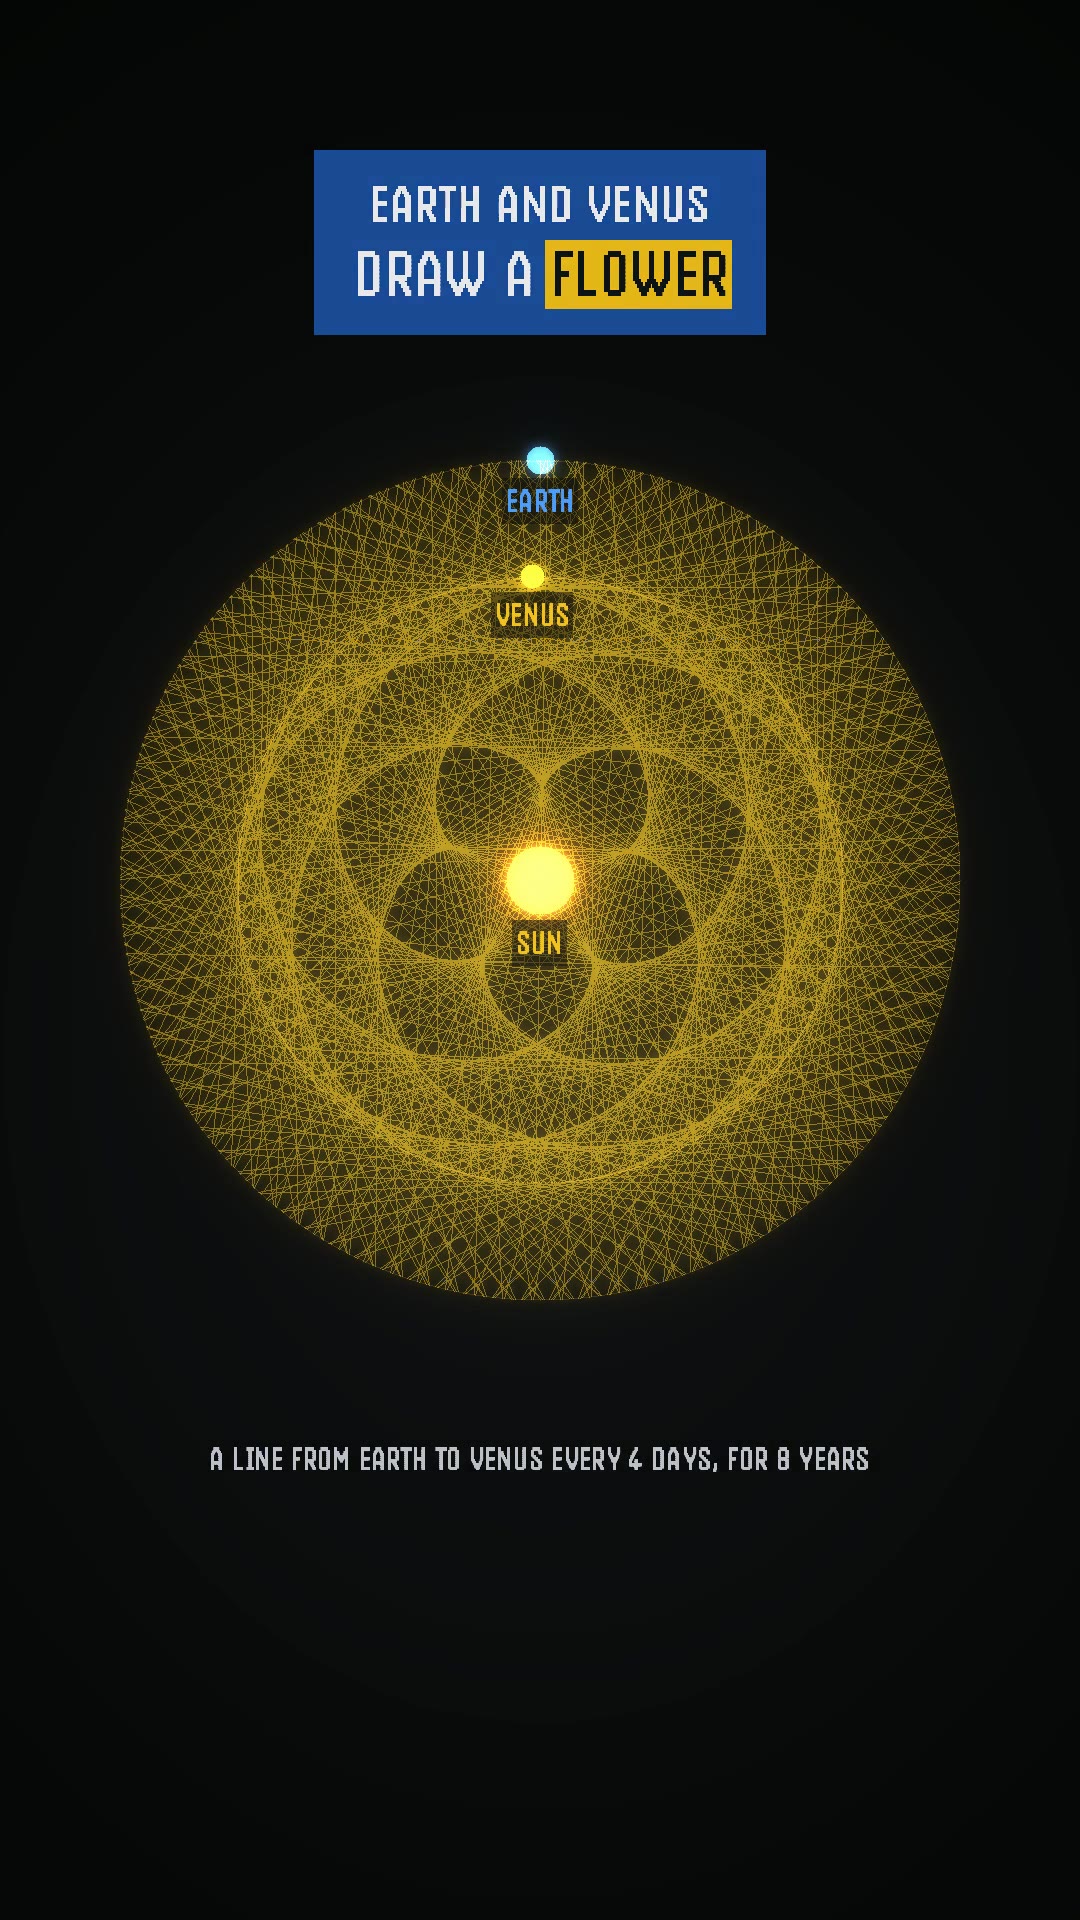 EARTH AND VENUS
DRAW A FLOWER
EARTH
VENUS
SUN
A LINE FROM EARTH TO VENUS EVERY 4 DAYS, FOR 8 YEARS